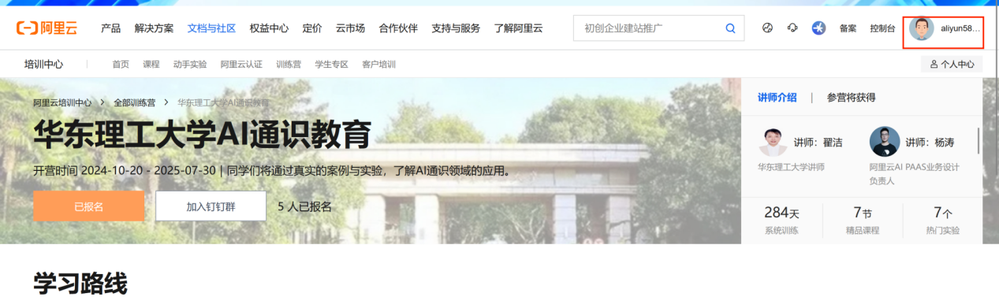 阿里云 产品 解决方案 文档与社区 权益中心 定价 云市场 合作伙伴 支持与服务 了解阿里云 初创企业建站推广 备案 控制台 aliyun58...
培训中心 首页 课程 动手实验 阿里云认证 训练营 学生专区 客户培训 个人中心
阿里云培训中心 > 全部训练营 > 华东理工大学AI通识教育
华东理工大学AI通识教育
开营时间 2024-10-20 - 2025-07-30 | 同学们将通过真实的案例与实验，了解AI通识领域的应用。
已报名 加入钉钉群 5 人已报名
讲师介绍 | 参营将获得
讲师：翟洁
华东理工大学讲师
讲师：杨涛
阿里云AI PAAS业务设计
负责人
284天 7节 7个
系统训练 精品课程 热门实验
学习路线